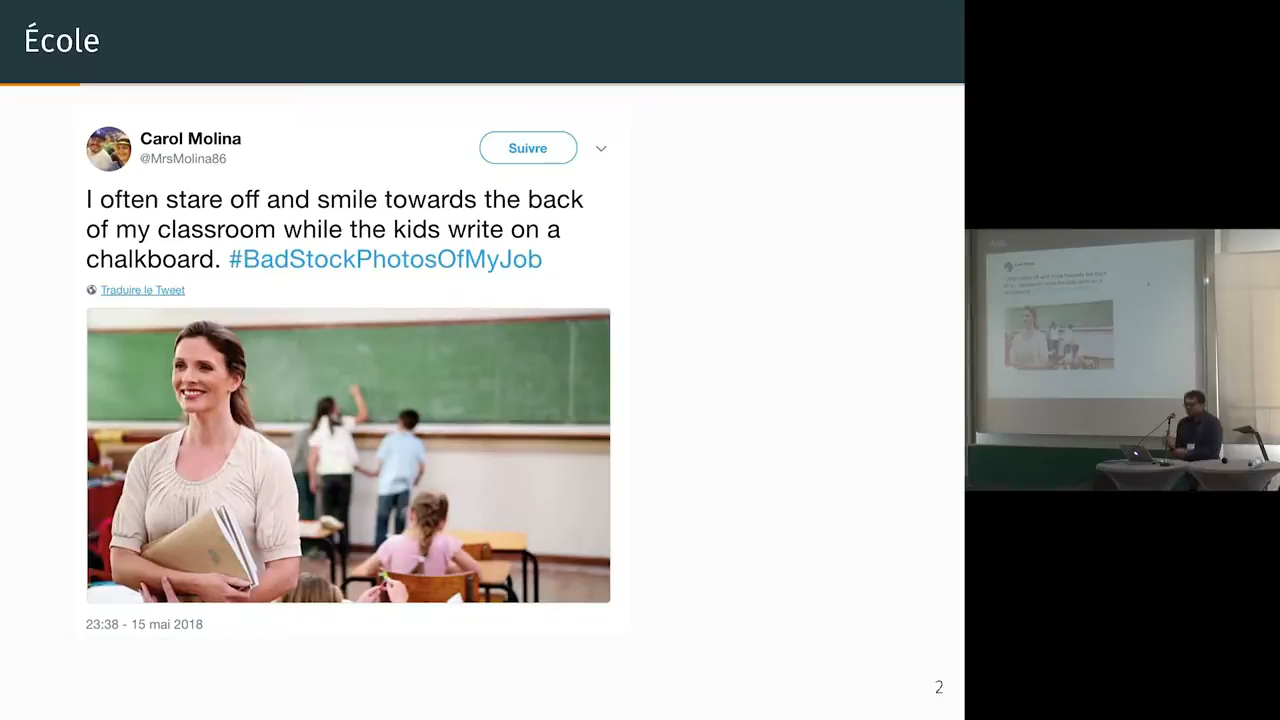 École
Carol Molina
@MrsMolina86
Suivre
I often stare off and smile towards the back
of my classroom while the kids write on a
chalkboard. #BadStockPhotosOfMyJob
Traduire le Tweet
23:38 - 15 mai 2018
2